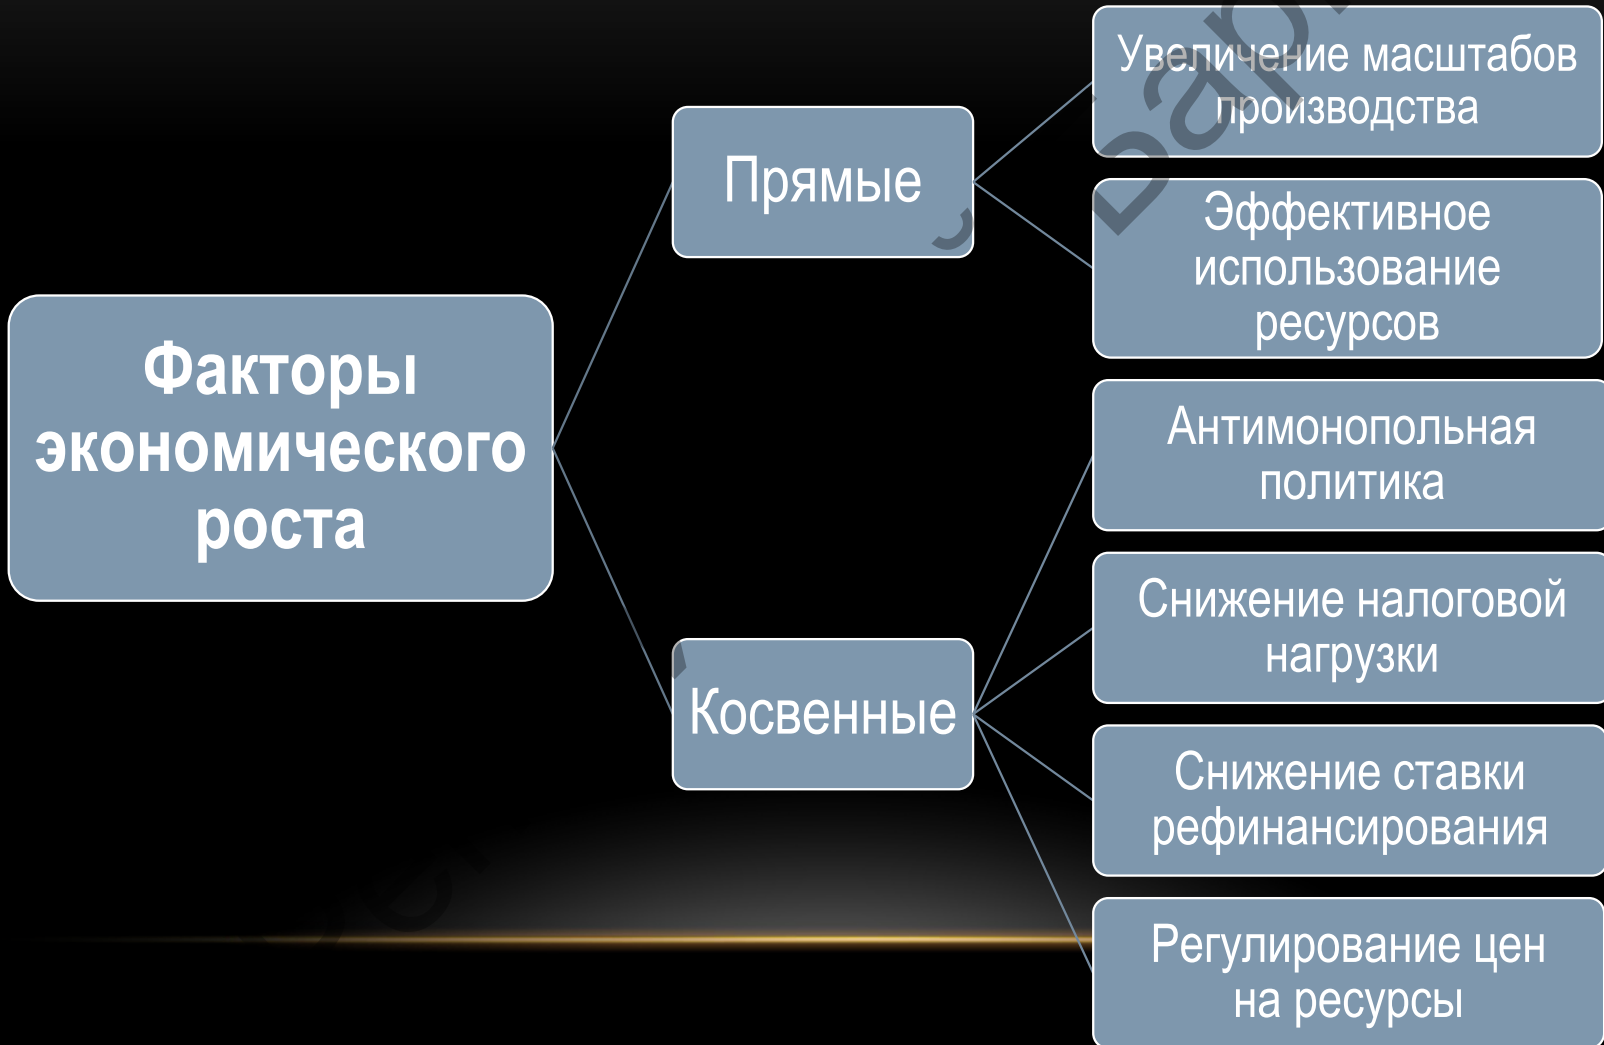 Факторы
экономического
роста
Прямые
Увеличение масштабов
производства
Эффективное
использование
ресурсов
Косвенные
Антимонопольная
политика
Снижение налоговой
нагрузки
Снижение ставки
рефинансирования
Регулирование цен
на ресурсы